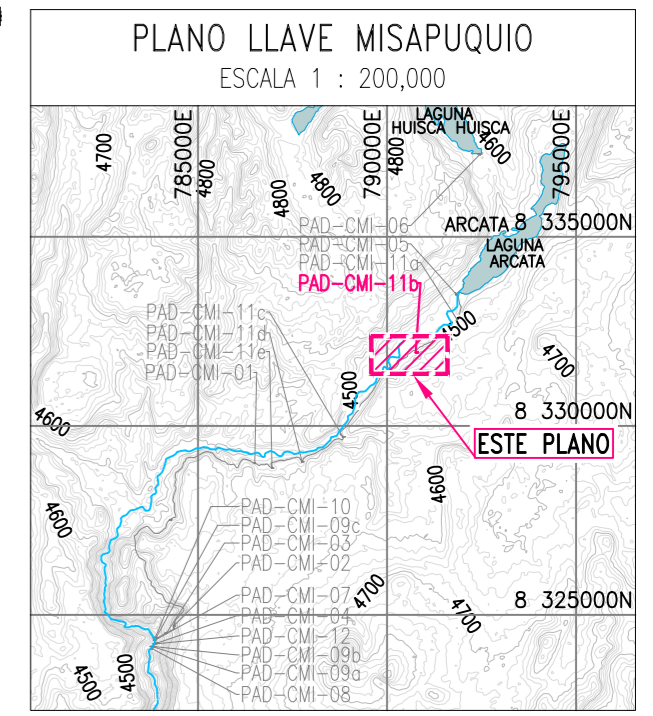 PLANO LLAVE MISAPUQUIO
ESCALA 1 : 200,000
LAGUNA
HUISCA HUISCA
4700
785000E
4800
4800
4800
790000E
4800
4600
795000E
PAD-CMI-06
ARCATA
8 335000N
PAD-CMI-05
LAGUNA
ARCATA
PAD-CMI-11a
PAD-CMI-11b
PAD-CMI-11c
PAD-CMI-11d
PAD-CMI-11e
PAD-CMI-01
4500
4700
4500
4600
8 330000N
ESTE PLANO
4600
4600
PAD-CMI-10
PAD-CMI-09c
PAD-CMI-03
PAD-CMI-02
PAD-CMI-07
4700
4700
8 325000N
PAD-CMI-04
PAD-CMI-12
PAD-CMI-09b
PAD-CMI-09a
PAD-CMI-08
4500
4500